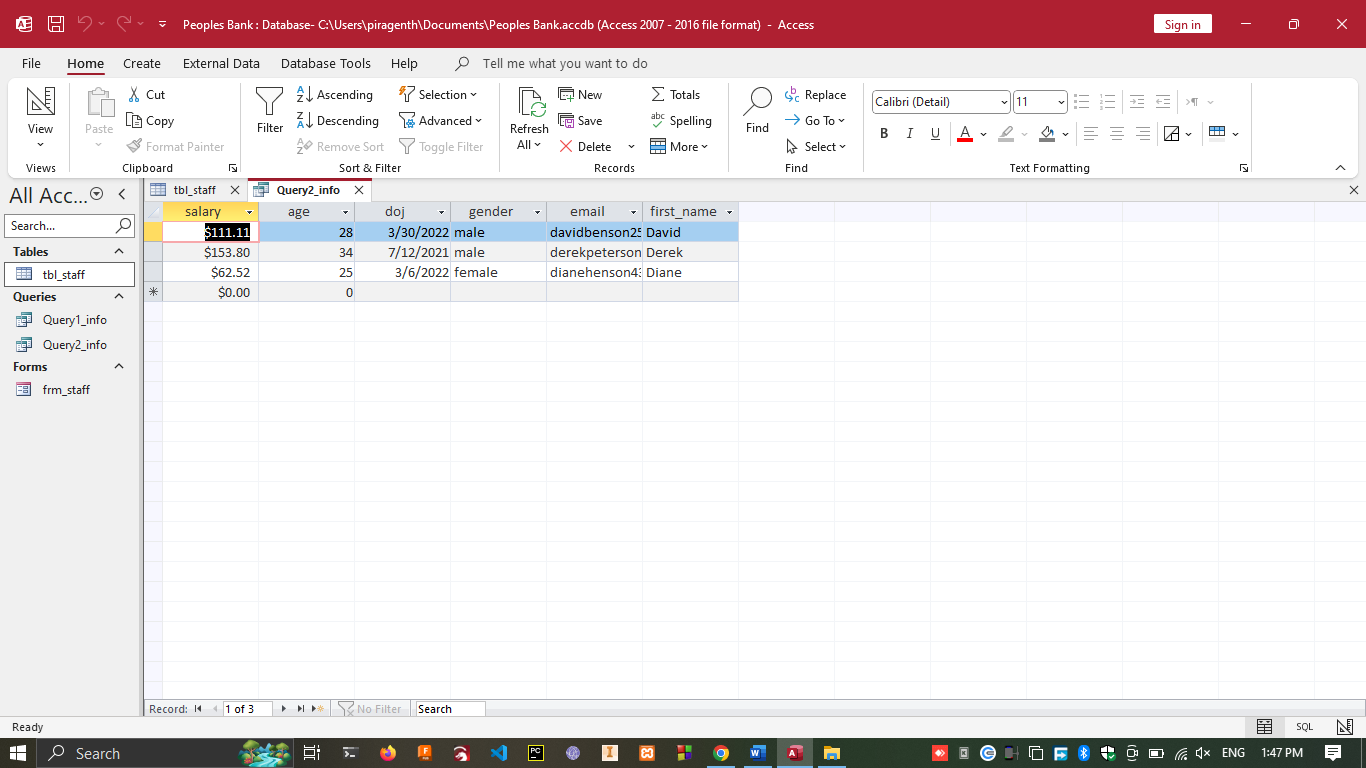 Peoples Bank : Database- C:\Users\piragenth\Documents\Peoples Bank.accdb (Access 2007 - 2016 file format)  -  Access
Sign in
File
Home
Create
External Data
Database Tools
Help
Tell me what you want to do
View
Views
Paste
Cut
Copy
Format Painter
Clipboard
Filter
Ascending
Descending
Remove Sort
Selection
Advanced
Toggle Filter
Sort & Filter
Refresh
All
New
Save
Delete
Totals
Spelling
More
Records
Find
Replace
Go To
Select
Find
Calibri (Detail)
11
B I U A
Text Formatting
All Acc...
Search...
Tables
tbl_staff
Queries
Query1_info
Query2_info
Forms
frm_staff
tbl_staff
Query2_info
salary age doj gender email first_name
$111.11 28 3/30/2022 male davidbenson25 David
$153.80 34 7/12/2021 male derekpeterson Derek
$62.52 25 3/6/2022 female dianehenson43 Diane
$0.00 0
Record: 1 of 3 No Filter Search
Ready
SQL
Search
ENG 1:47 PM